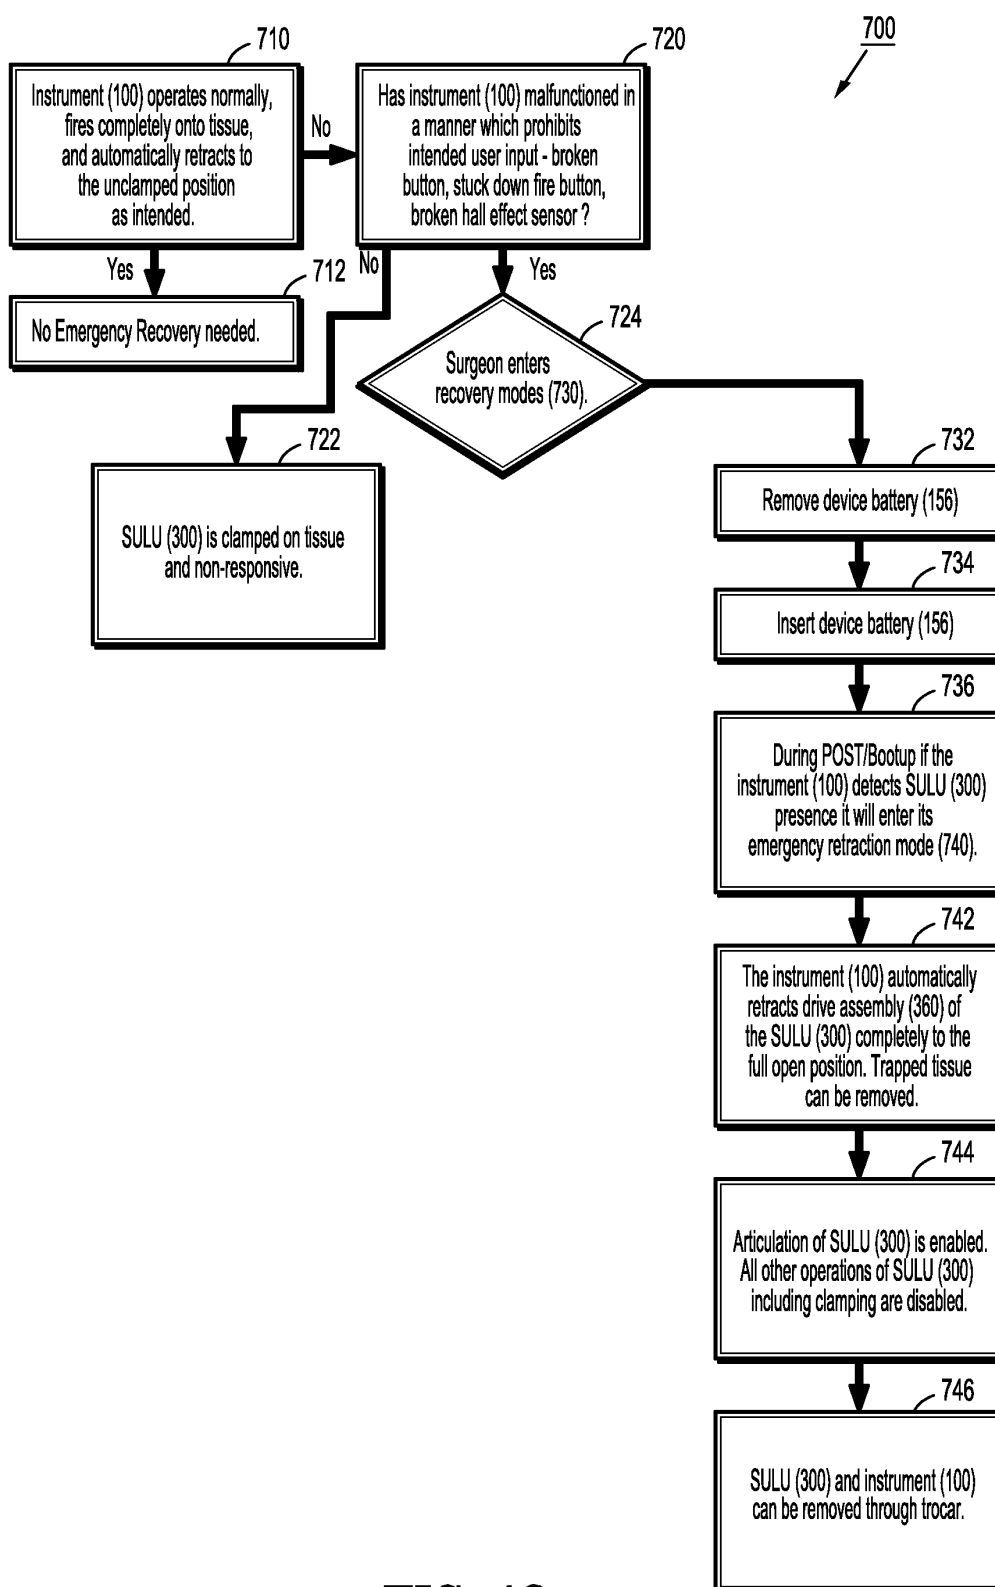 700
710
Instrument (100) operates normally,
fires completely onto tissue,
and automatically retracts to
the unclamped position
as intended.
No
720
Has instrument (100) malfunctioned in
a manner which prohibits
intended user input - broken
button, stuck down fire button,
broken hall effect sensor ?
Yes
712
No Emergency Recovery needed.
No
Yes
724
Surgeon enters
recovery modes (730).
722
SULU (300) is clamped on tissue
and non-responsive.
732
Remove device battery (156)
734
Insert device battery (156)
736
During POST/Bootup if the
instrument (100) detects SULU (300)
presence it will enter its
emergency retraction mode (740).
742
The instrument (100) automatically
retracts drive assembly (360) of
the SULU (300) completely to the
full open position. Trapped tissue
can be removed.
744
Articulation of SULU (300) is enabled.
All other operations of SULU (300)
including clamping are disabled.
746
SULU (300) and instrument (100)
can be removed through trocar.